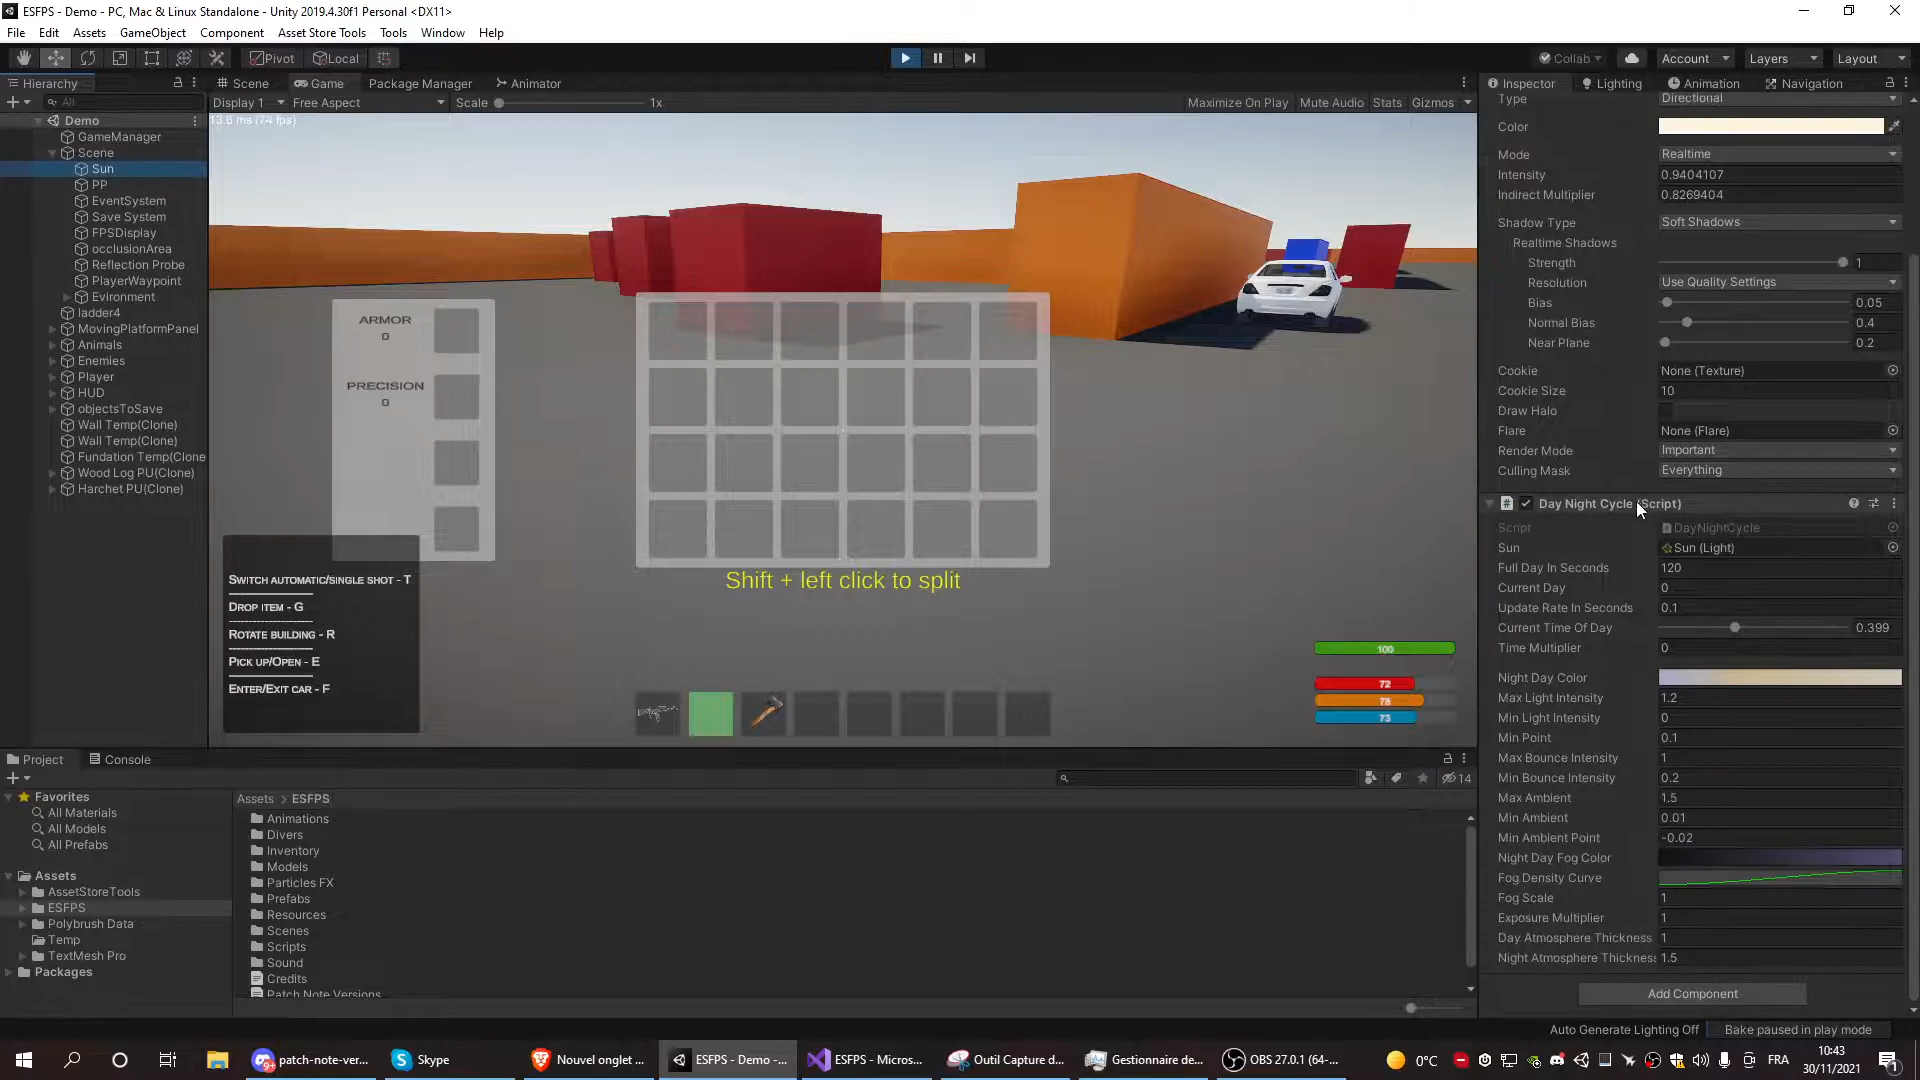 ESFPS - Demo - PC, Mac & Linux Standalone - Unity 2019.4.30f1 Personal <DX11>
File Edit Assets GameObject Component Asset Store Tools Tools Window Help
Pivot Local Collab Account Layers Layout
Hierarchy
All
Demo
GameManager
Scene
Sun
PP
EventSystem
Save System
FPSDisplay
occlusionArea
Reflection Probe
PlayerWaypoint
Evironment
ladder4
MovingPlatformPanel
Animals
Enemies
Player
HUD
objectsToSave
Wall Temp(Clone)
Wall Temp(Clone)
Fundation Temp(Clone
Wood Log PU(Clone)
Harchet PU(Clone)
Scene Game Package Manager Animator
Display 1 Free Aspect Scale 1x Maximize On Play Mute Audio Stats Gizmos
13.6 ms (74 fps)
ARMOR
0
PRECISION
0
Shift + left click to split
SWITCH AUTOMATIC/SINGLE SHOT - T
DROP ITEM - G
ROTATE BUILDING - R
PICK UP/OPEN - E
ENTER/EXIT CAR - F
100
72
78
73
Inspector Lighting Animation Navigation
Type Directional
Color
Mode Realtime
Intensity 0.9404107
Indirect Multiplier 0.8269404
Shadow Type Soft Shadows
Realtime Shadows
Strength 1
Resolution Use Quality Settings
Bias 0.05
Normal Bias 0.4
Near Plane 0.2
Cookie None (Texture)
Cookie Size 10
Draw Halo
Flare None (Flare)
Render Mode Important
Culling Mask Everything
Day Night Cycle (Script)
Script DayNightCycle
Sun Sun (Light)
Full Day In Seconds 120
Current Day 0
Update Rate In Seconds 0.1
Current Time Of Day 0.399
Time Multiplier 0
Night Day Color
Max Light Intensity 1.2
Min Light Intensity 0
Min Point 0.1
Max Bounce Intensity 1
Min Bounce Intensity 0.2
Max Ambient 1.5
Min Ambient 0.01
Min Ambient Point -0.02
Night Day Fog Color
Fog Density Curve
Fog Scale 1
Exposure Multiplier 1
Day Atmosphere Thickness 1
Night Atmosphere Thickness 1.5
Add Component
Auto Generate Lighting Off Bake paused in play mode
Project Console
14
Favorites
All Materials
All Models
All Prefabs
Assets
AssetStoreTools
ESFPS
Polybrush Data
Temp
TextMesh Pro
Packages
Assets > ESFPS
Animations
Divers
Inventory
Models
Particles FX
Prefabs
Resources
Scenes
Scripts
Sound
Credits
Patch Note Versions
patch-note-ver... Skype Nouvel onglet ... ESFPS - Demo -... ESFPS - Micros... Outil Capture d... Gestionnaire de... OBS 27.0.1 (64-... 0°C FRA
10:43
30/11/2021